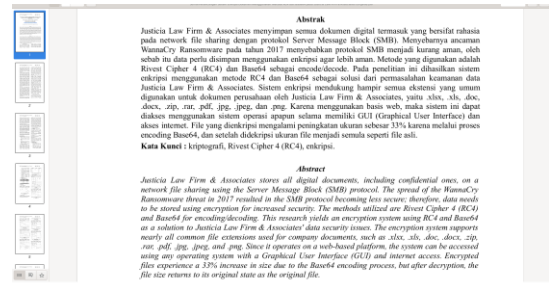 Abstrak
Justicia Law Firm & Associates menyimpan semua dokumen digital termasuk yang bersifat rahasia
pada network file sharing dengan protokol Server Message Block (SMB). Menyebarnya ancaman
WannaCry Ransomware pada tahun 2017 menyebabkan protokol SMB menjadi kurang aman, oleh
sebab itu data perlu disimpan menggunakan enkripsi agar lebih aman. Metode yang digunakan adalah
Rivest Cipher 4 (RC4) dan Base64 sebagai encode/decode. Pada penelitian ini dihasilkan sistem
enkripsi menggunakan metode RC4 dan Base64 sebagai solusi dari permasalahan keamanan data
Justicia Law Firm & Associates. Sistem enkripsi mendukung hampir semua ekstensi yang umum
digunakan untuk dokumen perusahaan oleh Justicia Law Firm & Associates, yaitu .xlsx, .xls, .doc,
.docx, .zip, .rar, .pdf, .jpg, .jpeg, dan .png. Karena menggunakan basis web, maka sistem ini dapat
diakses menggunakan sistem operasi apapun selama memiliki GUI (Graphical User Interface) dan
akses internet. File yang dienkripsi mengalami peningkatan ukuran sebesar 33% karena melalui proses
encoding Base64, dan setelah didekripsi ukuran file menjadi semula seperti file asli.
Kata Kunci : kriptografi, Rivest Cipher 4 (RC4), enkripsi.
Abstract
Justicia Law Firm & Associates stores all digital documents, including confidential ones, on a
network file sharing using the Server Message Block (SMB) protocol. The spread of the WannaCry
Ransomware threat in 2017 resulted in the SMB protocol becoming less secure; therefore, data needs
to be stored using encryption for increased security. The methods utilized are Rivest Cipher 4 (RC4)
and Base64 for encoding/decoding. This research yields an encryption system using RC4 and Base64
as a solution to Justicia Law Firm & Associates' data security issues. The encryption system supports
nearly all common file extensions used for company documents, such as .xlsx, .xls, .doc, .docx, .zip,
.rar, .pdf, .jpg, .jpeg, and .png. Since it operates on a web-based platform, the system can be accessed
using any operating system with a Graphical User Interface (GUI) and internet access. Encrypted
files experience a 33% increase in size due to the Base64 encoding process, but after decryption, the
file size returns to its original state as the original file.